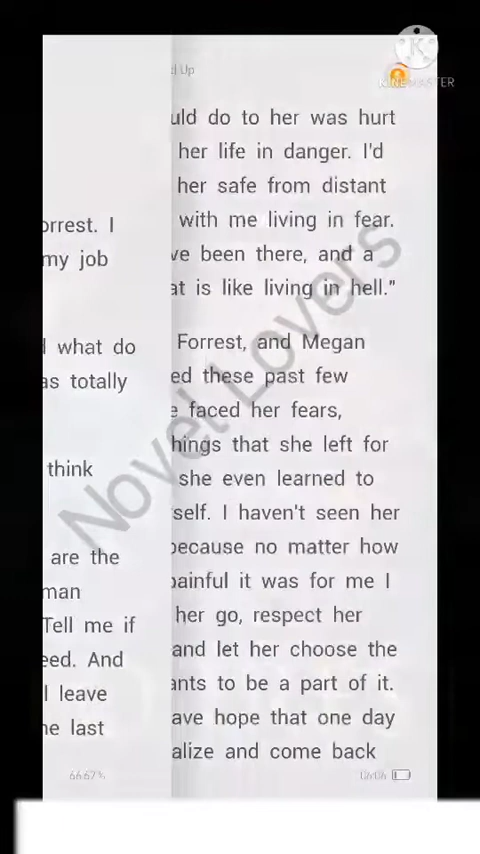 d Up
KINEMASTER
uld do to her was hurt
her life in danger. I'd
her safe from distant
with me living in fear.
ve been there, and a
at is like living in hell."
Forrest, and Megan
ed these past few
e faced her fears,
hings that she left for
she even learned to
self. I haven't seen her
because no matter how
painful it was for me I
her go, respect her
and let her choose the
ants to be a part of it.
ave hope that one day
alize and come back
06:06
orrest. I
my job
d what do
as totally
think
are the
man
Tell me if
eed. And
I leave
he last
66.67%
Novel Lovers